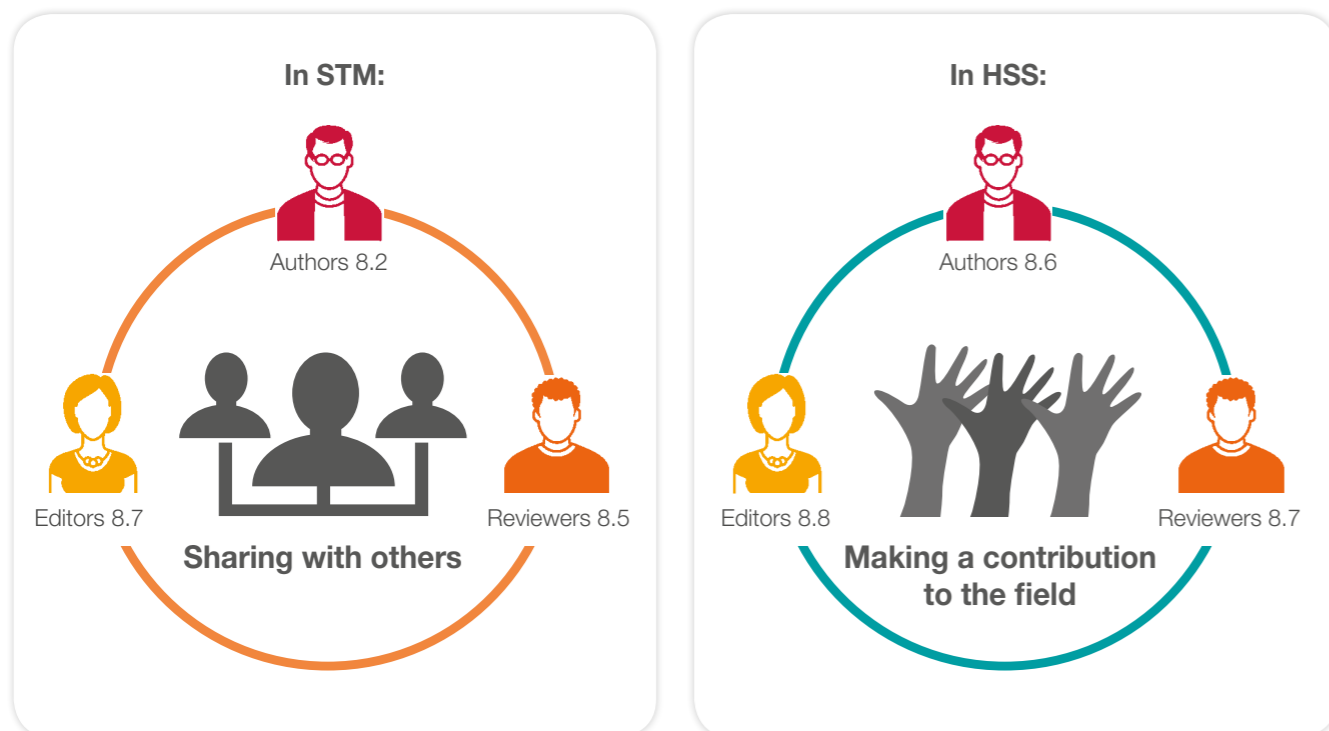 In STM:
Authors 8.2
Editors 8.7
Reviewers 8.5
Sharing with others
In HSS:
Authors 8.6
Editors 8.8
Reviewers 8.7
Making a contribution
to the field